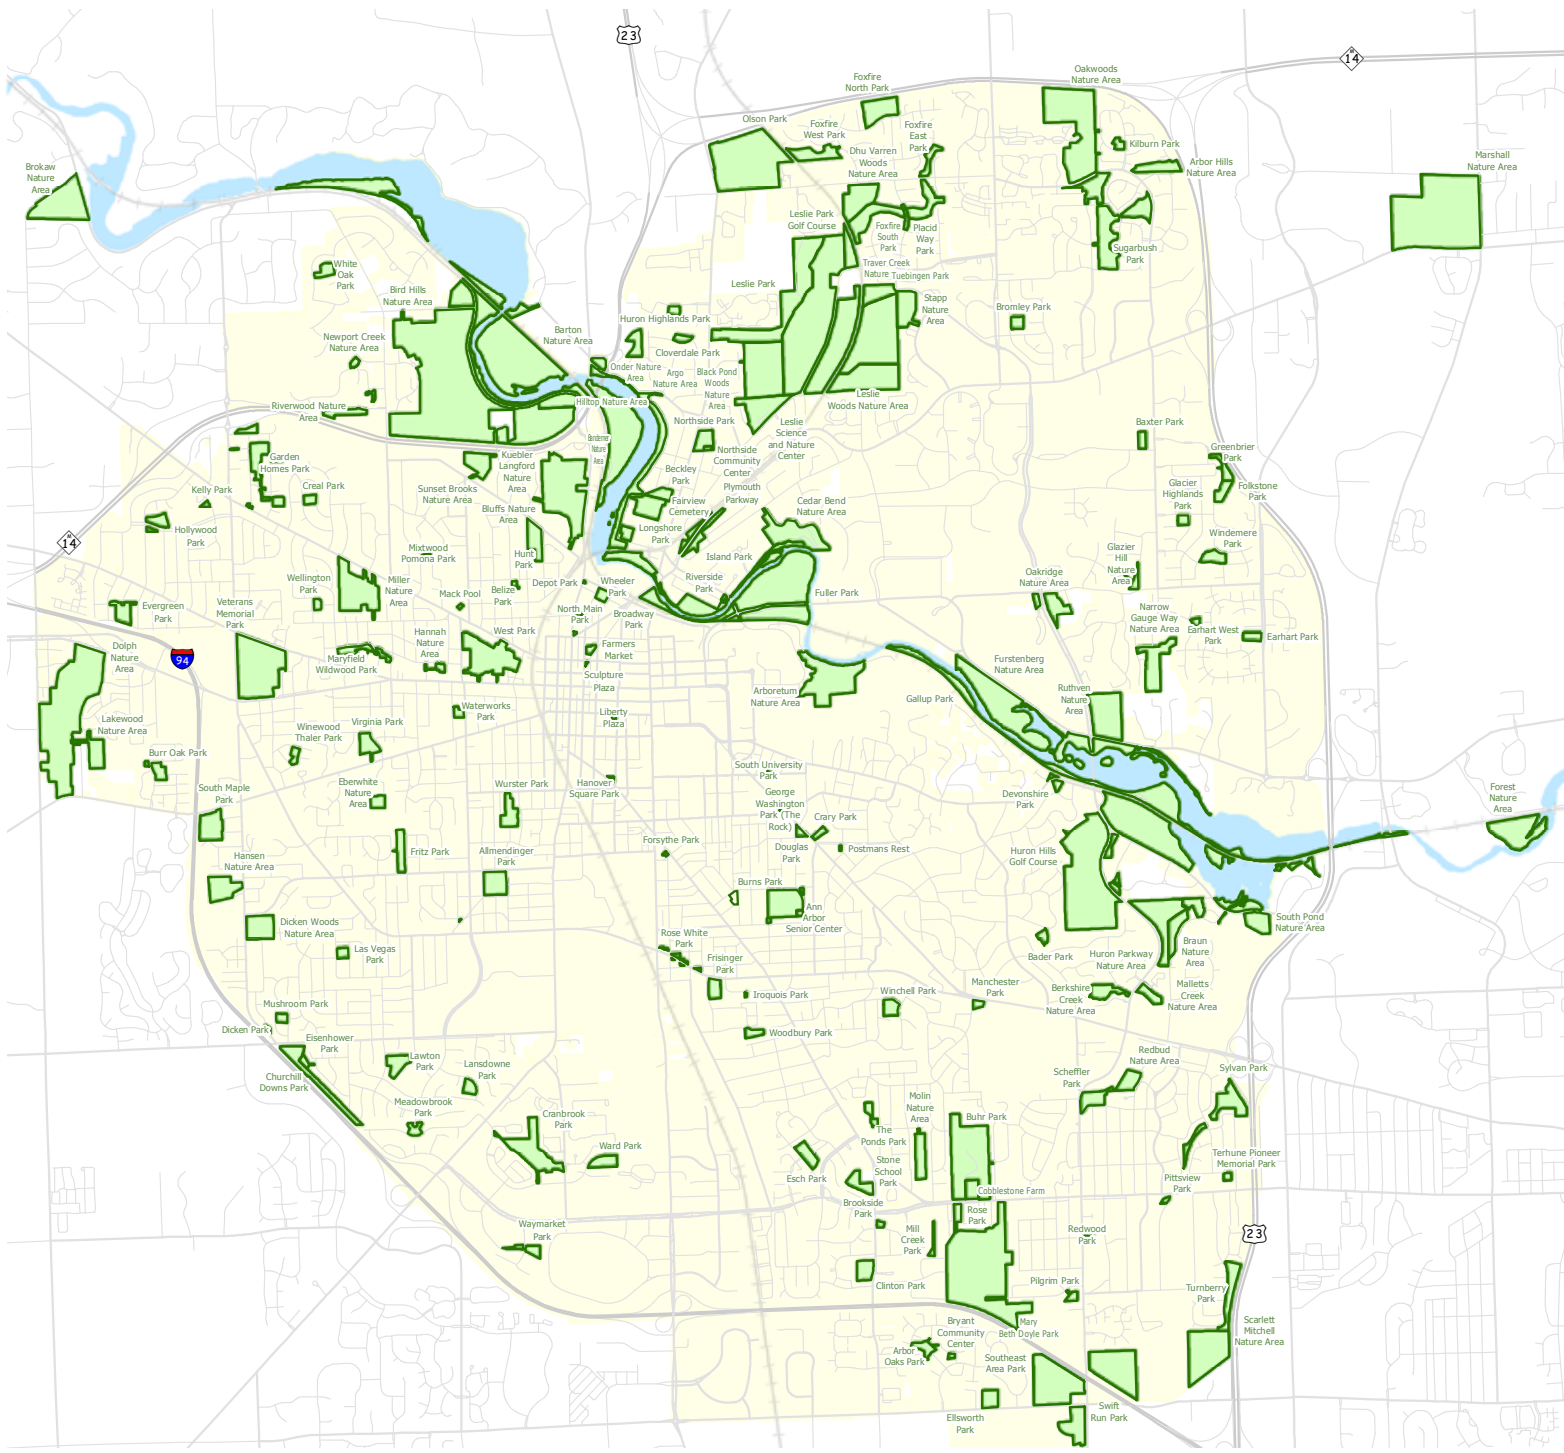 23
M
14
Oakwoods
Nature Area
Foxfire
North Park
Olson Park
Foxfire
West Park
Foxfire
East
Park
Kilburn Park
Dhu Varren
Woods
Nature Area
Arbor Hills
Nature Area
Marshall
Nature Area
Brokaw
Nature
Area
Leslie Park
Golf Course
Foxfire
South
Park
Placid
Way
Park
Sugarbush
Park
White
Oak
Park
Traver Creek
Nature
Tuebingen Park
Leslie Park
Bird Hills
Nature Area
Stapp
Nature
Area
Bromley Park
Huron Highlands Park
Newport Creek
Nature Area
Barton
Nature Area
Cloverdale Park
Onder Nature
Area
Argo
Nature Area
Black Pond
Woods
Nature
Area
Leslie
Woods Nature Area
Hilltop Nature Area
Riverwood Nature
Area
Northside Park
Leslie
Science
and Nature
Center
Baxter Park
Bandemer
Nature
Area
Garden
Homes Park
Kuebler
Langford
Nature
Area
Northside
Community
Center
Greenbrier
Park
Beckley
Park
Kelly Park
Creal Park
Sunset Brooks
Nature Area
Plymouth
Parkway
Glacier
Highlands
Park
Folkstone
Park
Fairview
Cemetery
Cedar Bend
Nature Area
Bluffs Nature
Area
Hollywood
Park
Longshore
Park
Windemere
Park
M
14
Mixtwood
Pomona Park
Hunt
Park
Island Park
Glazier
Hill
Nature
Area
Wellington
Park
Miller
Nature
Area
Mack Pool
Belize
Park
Depot Park
Wheeler
Park
Riverside
Park
Fuller Park
Oakridge
Nature Area
Evergreen
Park
Veterans
Memorial
Park
North Main
Park
Broadway
Park
Narrow
Gauge Way
Nature Area
Hannah
Nature
Area
West Park
Farmers
Market
Earhart West
Park
Earhart Park
94
Dolph
Nature
Area
Maryfield
Wildwood Park
Sculpture
Plaza
Arboretum
Nature Area
Furstenberg
Nature Area
Gallup Park
Ruthven
Nature
Area
Lakewood
Nature Area
Waterworks
Park
Liberty
Plaza
Winewood
Thaler Park
Virginia Park
Burr Oak Park
South University
Park
South Maple
Park
Eberwhite
Nature
Area
Wurster Park
Hanover
Square Park
George
Washington
Park (The
Rock)
Devonshire
Park
Forest
Nature
Area
Crary Park
Forsythe Park
Douglas
Park
Postmans Rest
Hansen
Nature Area
Fritz Park
Allmendinger
Park
Huron Hills
Golf Course
Burns Park
Ann
Arbor
Senior Center
Dicken Woods
Nature Area
South Pond
Nature Area
Las Vegas
Park
Rose White
Park
Frisinger
Park
Bader Park
Huron Parkway
Nature Area
Braun
Nature
Area
Mushroom Park
Iroquois Park
Winchell Park
Manchester
Park
Berkshire
Creek
Nature Area
Malletts
Creek
Nature Area
Dicken Park
Eisenhower
Park
Woodbury Park
Churchill
Downs Park
Lawton
Park
Lansdowne
Park
Redbud
Nature Area
Scheffler
Park
Sylvan Park
Meadowbrook
Park
Cranbrook
Park
Molin
Nature
Area
Buhr Park
The
Ponds Park
Ward Park
Esch Park
Stone
School
Park
Terhune Pioneer
Memorial Park
Cobblestone Farm
Pittsview
Park
Brookside
Park
Rose
Park
Waymarket
Park
Mill
Creek
Park
Redwood
Park
23
Clinton Park
Pilgrim Park
Turnberry
Park
Bryant
Community
Center
Mary
Beth Doyle Park
Scarlett
Mitchell
Nature Area
Arbor
Oaks Park
Southeast
Area Park
Ellsworth
Park
Swift
Run Park